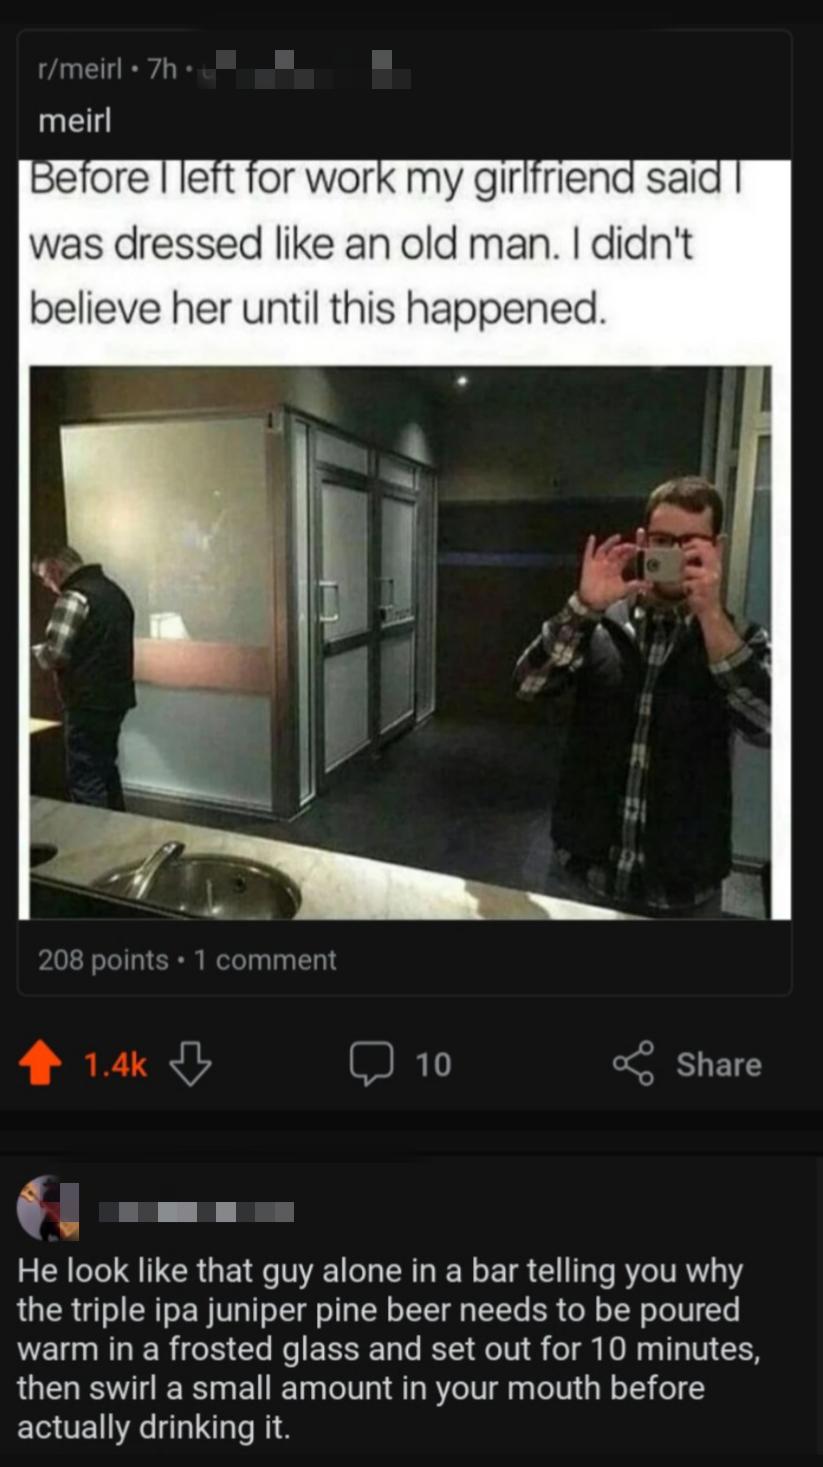 r/meirl • 7h •
meirl
Before I left for work my girlfriend said I
was dressed like an old man. I didn't
believe her until this happened.
208 points • 1 comment
1.4k
10
Share
He look like that guy alone in a bar telling you why
the triple ipa juniper pine beer needs to be poured
warm in a frosted glass and set out for 10 minutes,
then swirl a small amount in your mouth before
actually drinking it.